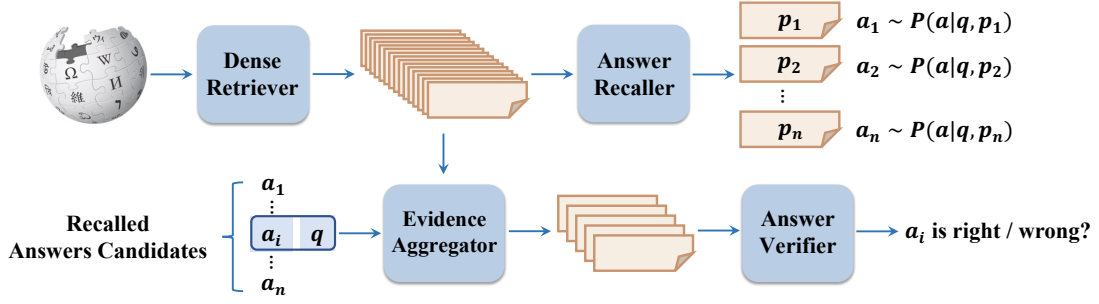 Dense
Retriever
Answer
Recaller
p₁ a₁ ~ P(a|q, p₁)
p₂ a₂ ~ P(a|q, p₂)
⋮
pₙ aₙ ~ P(a|q, pₙ)
Ω W И 維
Recalled
Answers Candidates
a₁
⋮
aᵢ q
⋮
aₙ
Evidence
Aggregator
Answer
Verifier
aᵢ is right / wrong?